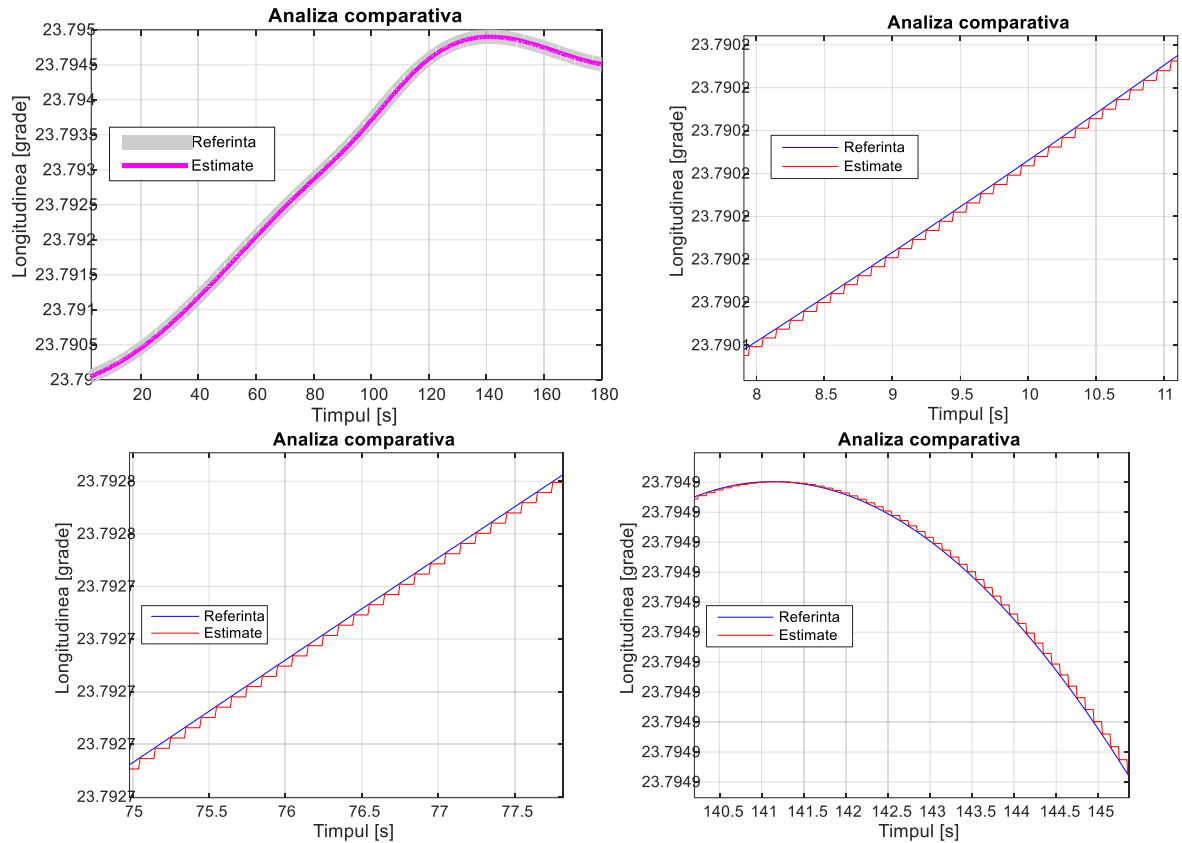 Analiza comparativa
23.795
23.7945
23.794
23.7935
23.793
23.7925
23.792
23.7915
23.791
23.7905
23.79
Longitudinea [grade]
Referinta
Estimate
20 40 60 80 100 120 140 160 180
Timpul [s]
Analiza comparativa
23.7902
23.7902
23.7902
23.7902
23.7902
23.7902
23.7902
23.7901
Longitudinea [grade]
Referinta
Estimate
8 8.5 9 9.5 10 10.5 11
Timpul [s]
Analiza comparativa
23.7928
23.7928
23.7927
23.7927
23.7927
23.7927
23.7927
Longitudinea [grade]
Referinta
Estimate
75 75.5 76 76.5 77 77.5
Timpul [s]
Analiza comparativa
23.7949
23.7949
23.7949
23.7949
23.7949
23.7949
23.7949
23.7949
23.7949
23.7949
23.7949
Longitudinea [grade]
Referinta
Estimate
140.5 141 141.5 142 142.5 143 143.5 144 144.5 145
Timpul [s]